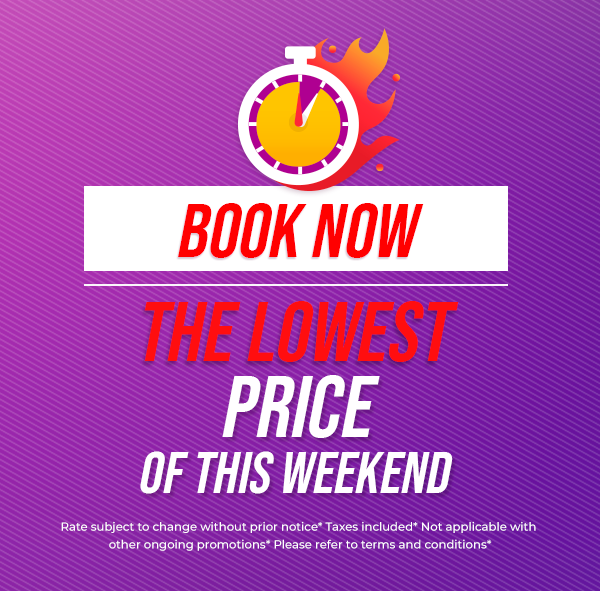 BOOK NOW
THE LOWEST
PRICE
OF THIS WEEKEND
Rate subject to change without prior notice* Taxes included* Not applicable with
other ongoing promotions* Please refer to terms and conditions*